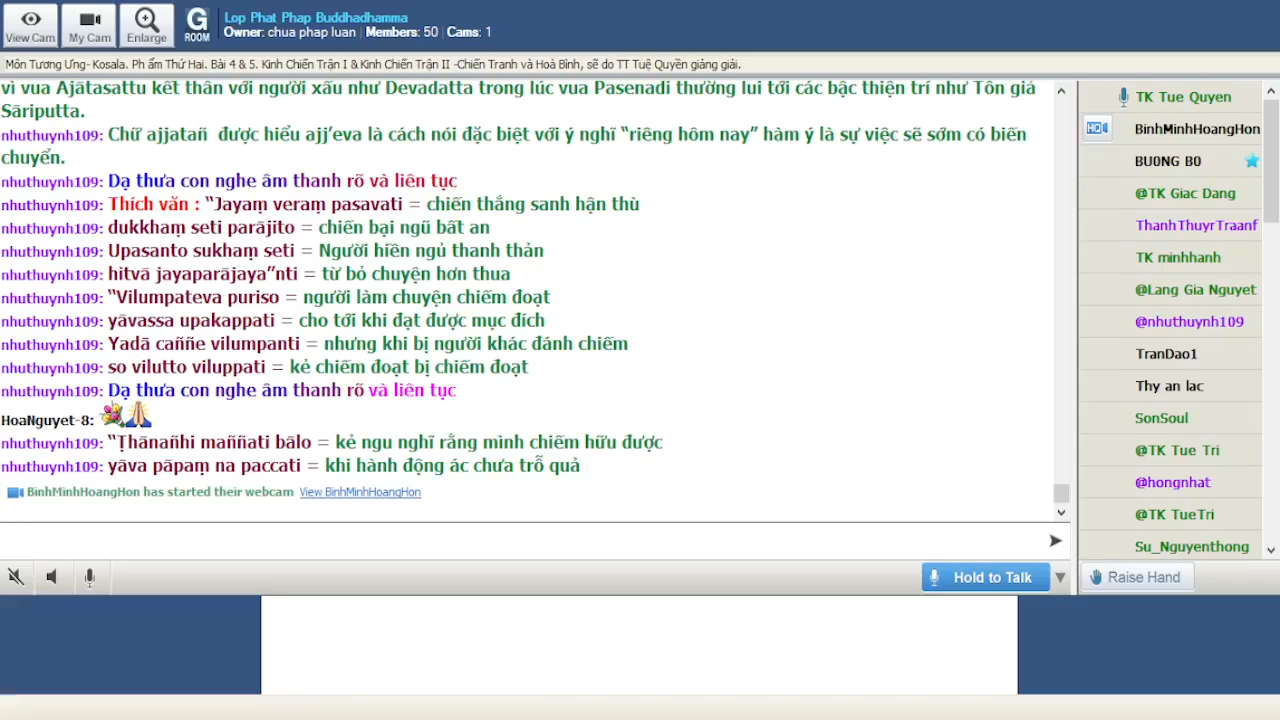 View Cam
My Cam
Enlarge
G
ROOM
Lop Phat Phap Buddhadhamma
Owner: chua phap luan | Members: 50 | Cams: 1
Môn Tương Ưng- Kosala. Ph ẩm Thứ Hai. Bài 4 & 5. Kinh Chiến Trận I & Kinh Chiến Trận II -Chiến Tranh và Hoà Bình, sẽ do TT Tuệ Quyền giảng giải.
vì vua Ajātasattu kết thân với người xấu như Devadatta trong lúc vua Pasenadi thường lui tới các bậc thiện trí như Tôn giả
Sāriputta.
nhuthuynh109: Chữ ajjatañ được hiểu ajj’eva là cách nói đặc biệt với ý nghĩ “riêng hôm nay” hàm ý là sự việc sẽ sớm có biến
chuyển.
nhuthuynh109: Dạ thưa con nghe âm thanh rõ và liên tục
nhuthuynh109: Thích văn : “Jayaṃ veraṃ pasavati = chiến thắng sanh hận thù
nhuthuynh109: dukkhaṃ seti parājito = chiến bại ngũ bất an
nhuthuynh109: Upasanto sukhaṃ seti = Người hiền ngủ thanh thản
nhuthuynh109: hitvā jayaparājaya”nti = từ bỏ chuyện hơn thua
nhuthuynh109: “Vilumpateva puriso = người làm chuyện chiếm đoạt
nhuthuynh109: yāvassa upakappati = cho tới khi đạt được mục đích
nhuthuynh109: Yadā caññe vilumpanti = nhưng khi bị người khác đánh chiếm
nhuthuynh109: so vilutto viluppati = kẻ chiếm đoạt bị chiếm đoạt
nhuthuynh109: Dạ thưa con nghe âm thanh rõ và liên tục
HoaNguyet-8:
nhuthuynh109: “Ṭhānañhi maññati bālo = kẻ ngu nghĩ rằng mình chiếm hữu được
nhuthuynh109: yāva pāpaṃ na paccati = khi hành động ác chưa trỗ quả
BinhMinhHoangHon has started their webcam View BinhMinhHoangHon
Hold to Talk
TK Tue Quyen
HD BinhMinhHoangHon
BU0NG B0
@TK Giac Dang
ThanhThuyrTraanf
TK minhhanh
@Lang Gia Nguyet
@nhuthuynh109
TranDao1
Thy an lac
SonSoul
@TK Tue Tri
@hongnhat
@TK TueTri
Su_Nguyenthong
Raise Hand